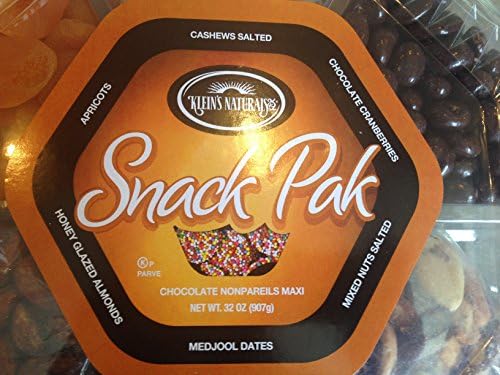 CASHEWS SALTED
CHOCOLATE CRANBERRIES
APRICOTS
KLEIN'S NATURALS
Snack Pak
MIXED NUTS SALTED
HONEY GLAZED ALMONDS
K P
PARVE
CHOCOLATE NONPAREILS MAXI
NET WT. 32 OZ (907g)
MEDJOOL DATES